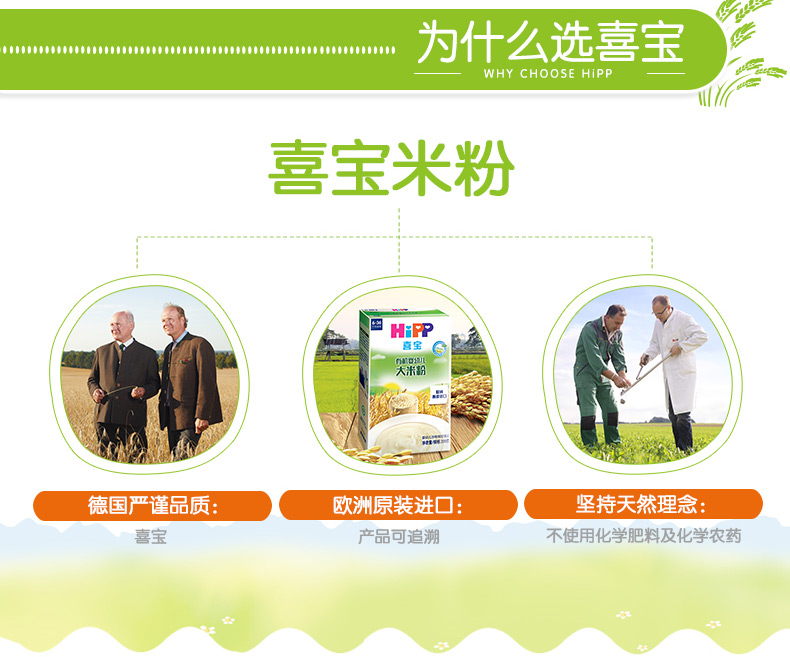 为什么选喜宝
WHY CHOOSE HiPP
喜宝米粉
HiPP
喜宝
有机婴幼儿
大米粉
德国严谨品质：
欧洲原装进口：
坚持天然理念：
喜宝
产品可追溯
不使用化学肥料及化学农药